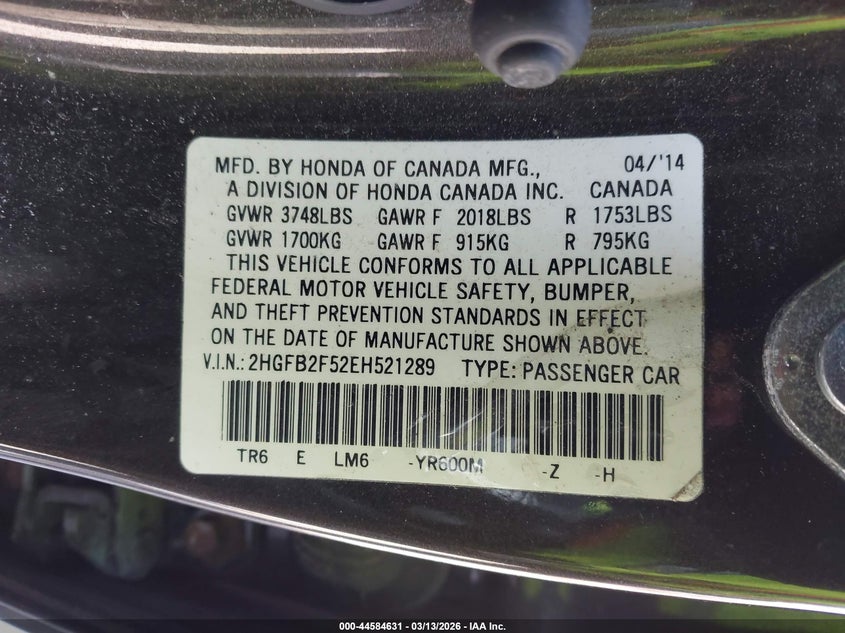 MFD. BY HONDA OF CANADA MFG., 04/'14
A DIVISION OF HONDA CANADA INC. CANADA
GVWR 3748LBS GAWR F 2018LBS R 1753LBS
GVWR 1700KG GAWR F 915KG R 795KG
THIS VEHICLE CONFORMS TO ALL APPLICABLE
FEDERAL MOTOR VEHICLE SAFETY, BUMPER,
AND THEFT PREVENTION STANDARDS IN EFFECT
ON THE DATE OF MANUFACTURE SHOWN ABOVE.
V.I.N.: 2HGFB2F52EH521289 TYPE: PASSENGER CAR
TR6 E LM6 -YR600M -Z -H
000-44584631 | 03/13/2026 - IAA Inc.